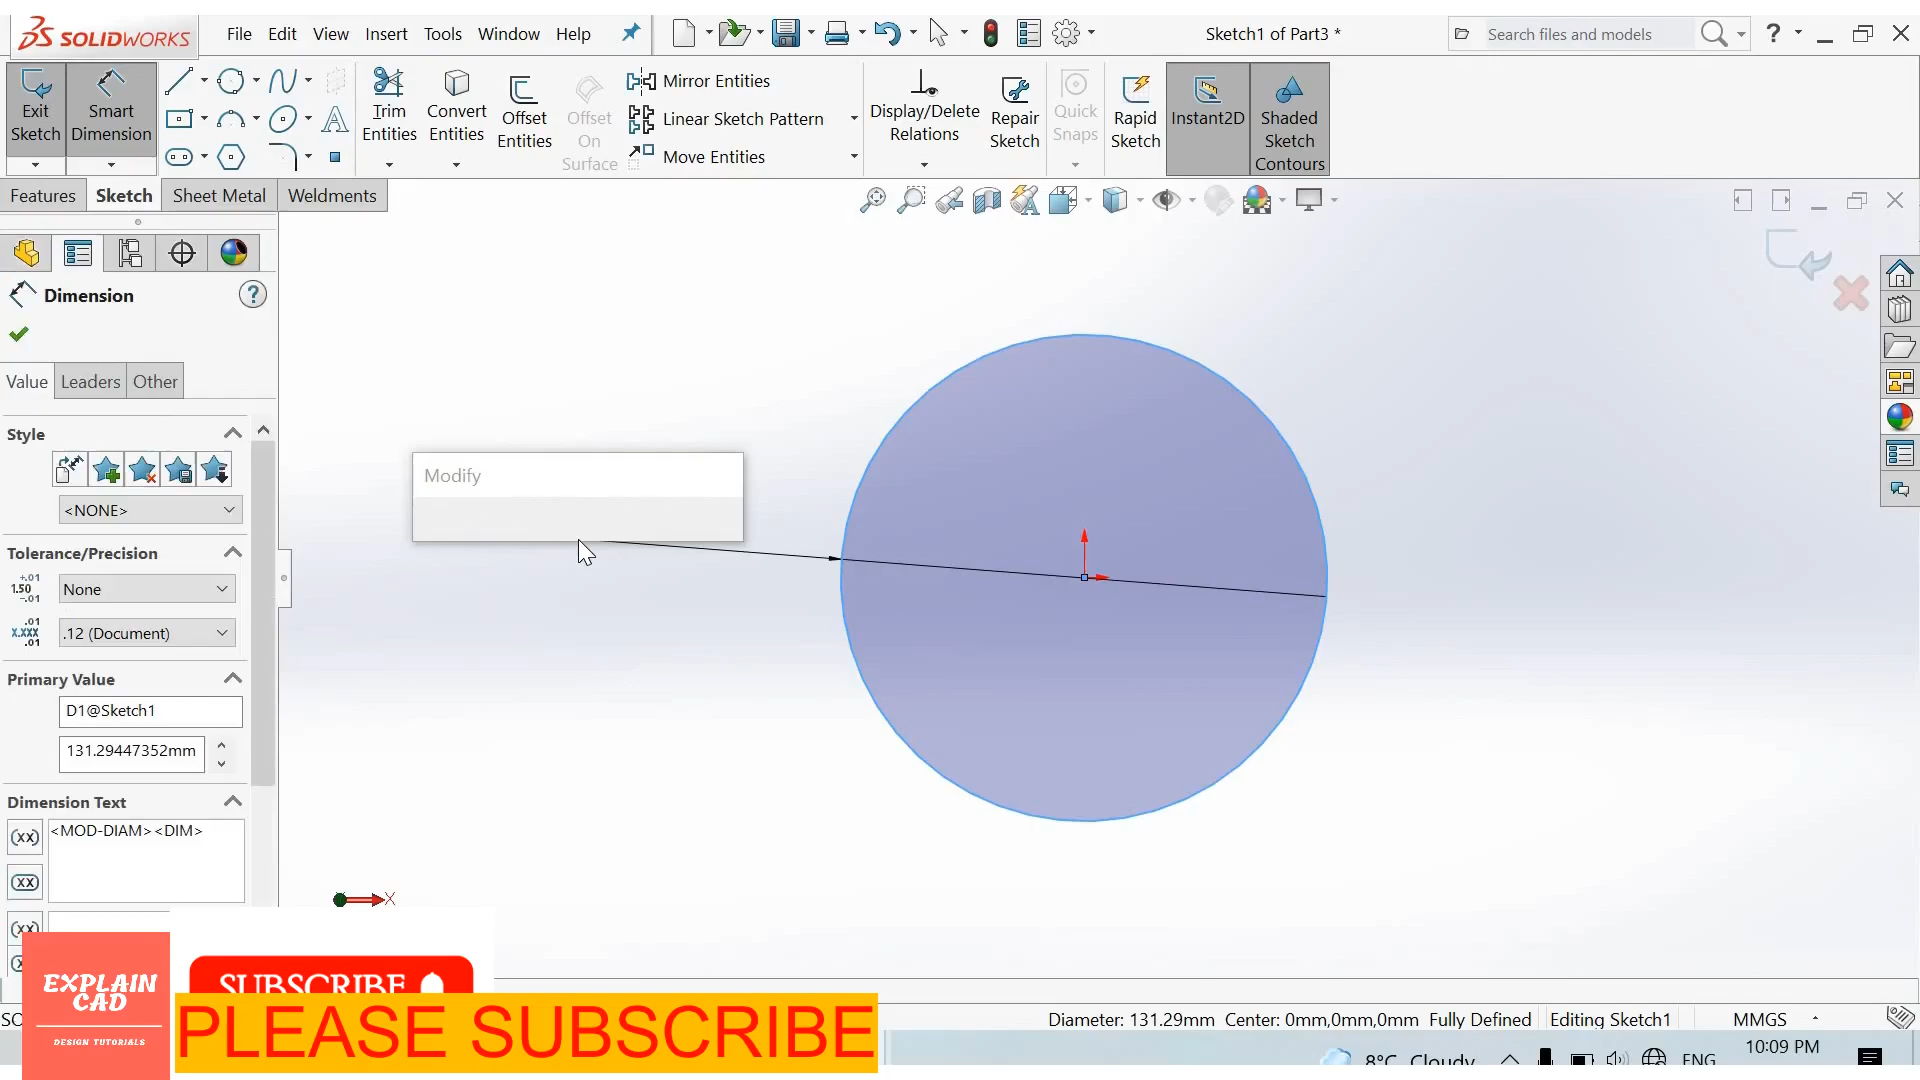 SOLIDWORKS
File Edit View Insert Tools Window Help
Sketch1 of Part3 *
Search files and models
Exit Sketch
Smart Dimension
Trim Entities
Convert Entities
Offset Entities
Offset On Surface
Mirror Entities
Linear Sketch Pattern
Move Entities
Display/Delete Relations
Repair Sketch
Quick Snaps
Rapid Sketch
Instant2D
Shaded Sketch Contours
Features Sketch Sheet Metal Weldments
Dimension
Value Leaders Other
Style
<NONE>
Tolerance/Precision
None
.12 (Document)
Primary Value
D1@Sketch1
131.29447352mm
Dimension Text
<MOD-DIAM><DIM>
Modify
X
EXPLAIN
CAD
DESIGN TUTORIALS
SUBSCRIBE
PLEASE SUBSCRIBE
Diameter: 131.29mm Center: 0mm,0mm,0mm Fully Defined Editing Sketch1 MMGS
8°C Cloudy
ENG
10:09 PM